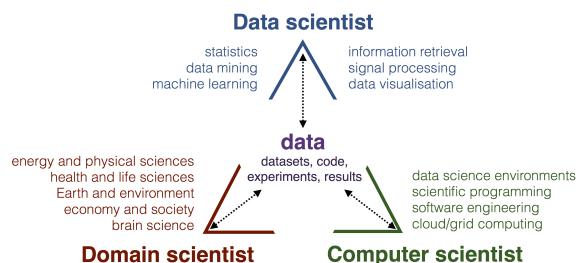 Data scientist
statistics
data mining
machine learning
information retrieval
signal processing
data visualisation
data
datasets, code,
experiments, results
energy and physical sciences
health and life sciences
Earth and environment
economy and society
brain science
data science environments
scientific programming
software engineering
cloud/grid computing
Domain scientist
Computer scientist